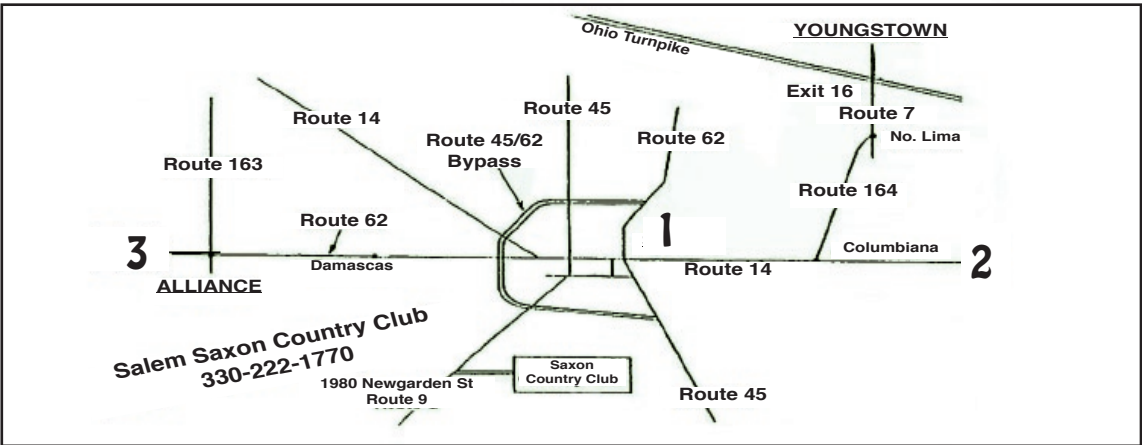 YOUNGSTOWN
Ohio Turnpike
Exit 16
Route 7
No. Lima
Route 45
Route 14
Route 45/62
Bypass
Route 62
Route 163
Route 164
Route 62
1
3
Damascas
Columbiana
Route 14
2
ALLIANCE
Salem Saxon Country Club
330-222-1770
Saxon
Country Club
1980 Newgarden St
Route 9
Route 45